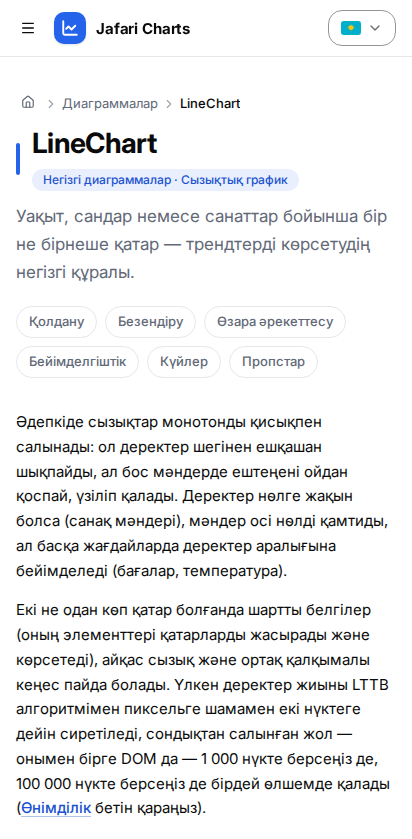 Jafari Charts
Диаграммалар
LineChart
LineChart
Негізгі диаграммалар · Сызықтық график
Уақыт, сандар немесе санаттар бойынша бір
не бірнеше қатар — трендтерді көрсетудің
негізгі құралы.
Қолдану
Безендіру
Өзара әрекеттесу
Бейімделгіштік
Күйлер
Пропстар
Әдепкіде сызықтар монотонды қисықпен
салынады: ол деректер шегінен ешқашан
шықпайды, ал бос мәндерде ештеңені ойдан
қоспай, үзіліп қалады. Деректер нөлге жақын
болса (санақ мәндері), мәндер осі нөлді қамтиды,
ал басқа жағдайларда деректер аралығына
бейімделеді (бағалар, температура).
Екі не одан көп қатар болғанда шартты белгілер
(оның элементтері қатарларды жасырады және
көрсетеді), айқас сызық және ортақ қалқымалы
кеңес пайда болады. Үлкен деректер жиыны LTTB
алгоритмімен пиксельге шамамен екі нүктеге
дейін сиретіледі, сондықтан салынған жол —
онымен бірге DOM да — 1 000 нүкте берсеңіз де,
100 000 нүкте берсеңіз де бірдей өлшемде қалады
(Өнімділік бетін қараңыз).